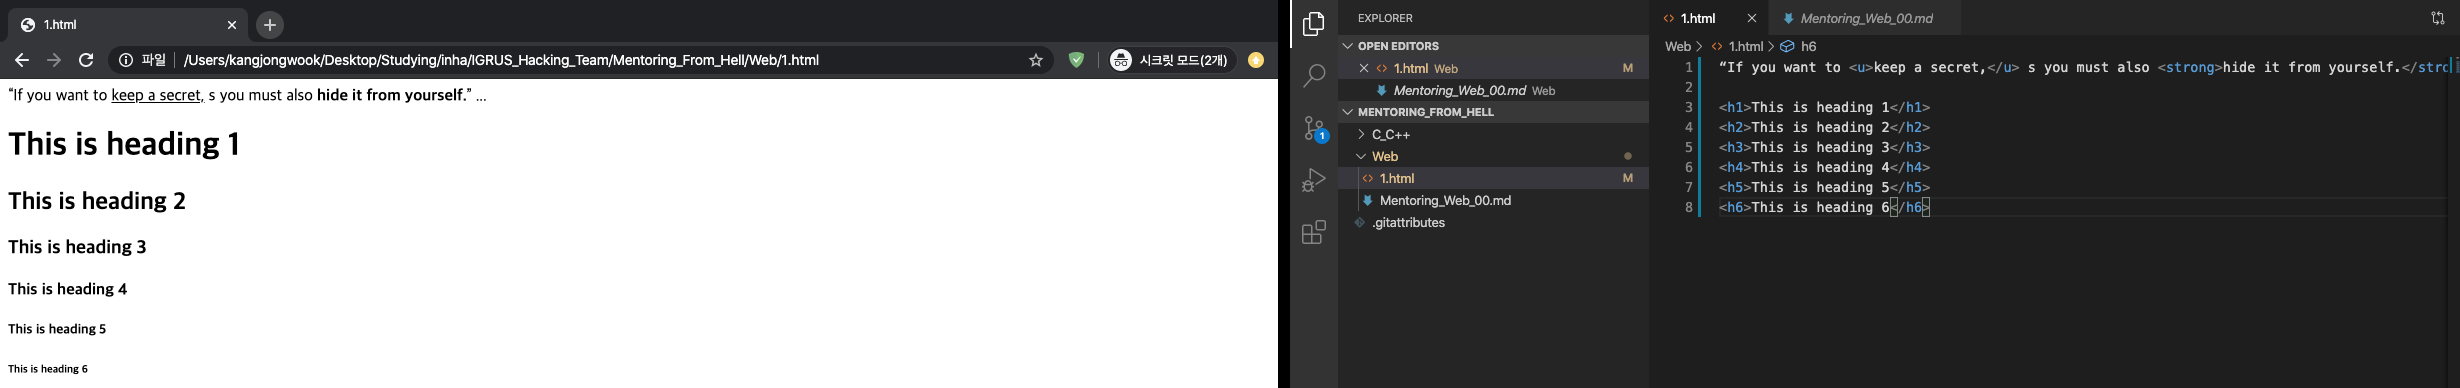 1.html
파일 /Users/kangjongwook/Desktop/Studying/inha/IGRUS_Hacking_Team/Mentoring_From_Hell/Web/1.html 시크릿 모드(2개)
“If you want to keep a secret, s you must also hide it from yourself.” ...
This is heading 1
This is heading 2
This is heading 3
This is heading 4
This is heading 5
This is heading 6
EXPLORER
OPEN EDITORS
1.html Web M
Mentoring_Web_00.md Web
MENTORING_FROM_HELL
C_C++
Web
1.html M
Mentoring_Web_00.md
.gitattributes
1
1.html Mentoring_Web_00.md
Web > 1.html > h6
1 “If you want to <u>keep a secret,</u> s you must also <strong>hide it from yourself.</stro
2
3 <h1>This is heading 1</h1>
4 <h2>This is heading 2</h2>
5 <h3>This is heading 3</h3>
6 <h4>This is heading 4</h4>
7 <h5>This is heading 5</h5>
8 <h6>This is heading 6</h6>